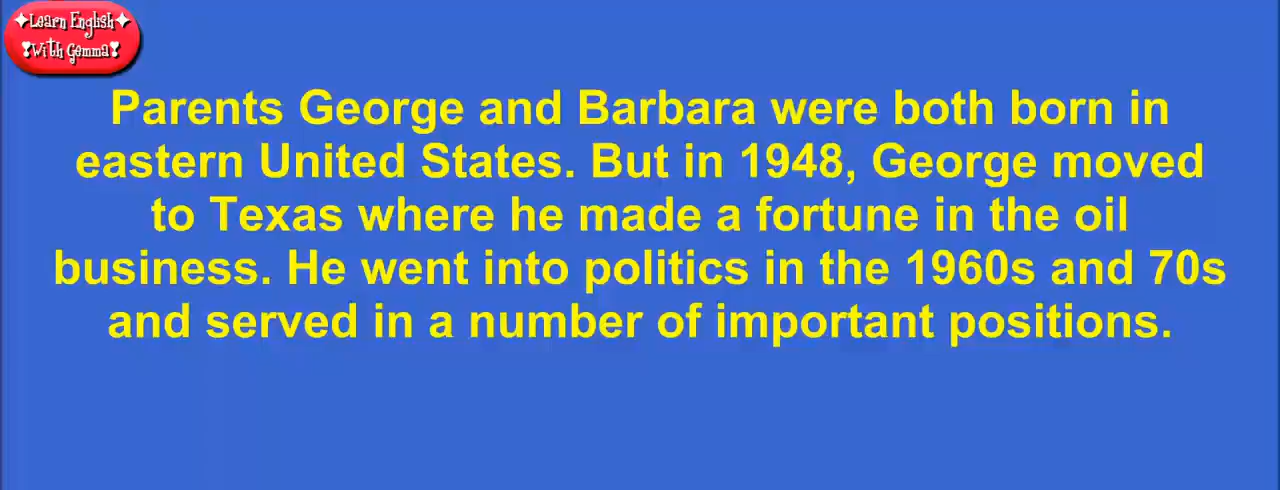 ✦Learn English✦
❣With Gemma❣
Parents George and Barbara were both born in
eastern United States. But in 1948, George moved
to Texas where he made a fortune in the oil
business. He went into politics in the 1960s and 70s
and served in a number of important positions.